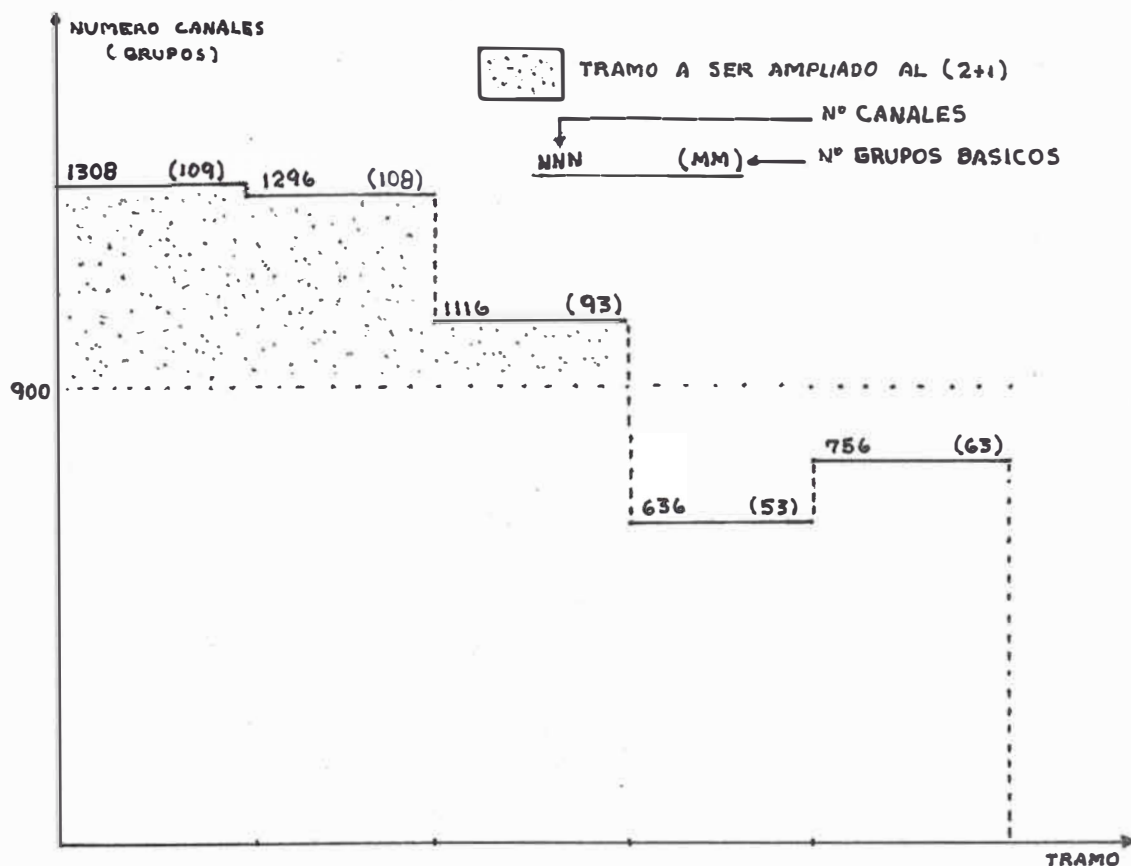 NUMERO CANALES
(GRUPOS)
TRAMO A SER AMPLIADO AL (2+1)
Nº CANALES
NNN (MM) Nº GRUPOS BASICOS
1308 (109)
1296 (108)
1116 (93)
900
756 (63)
636 (53)
TRAMO